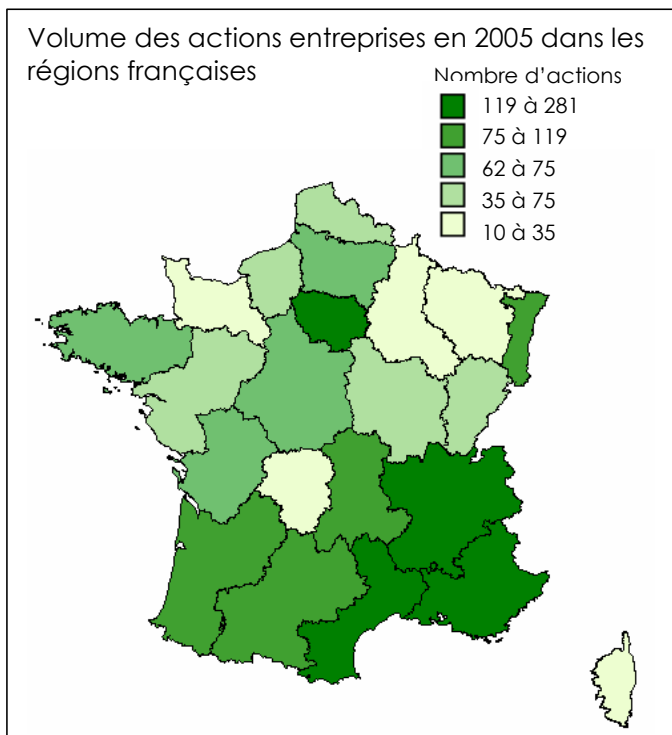 Volume des actions entreprises en 2005 dans les
régions françaises
Nombre d'actions
119 à 281
75 à 119
62 à 75
35 à 75
10 à 35